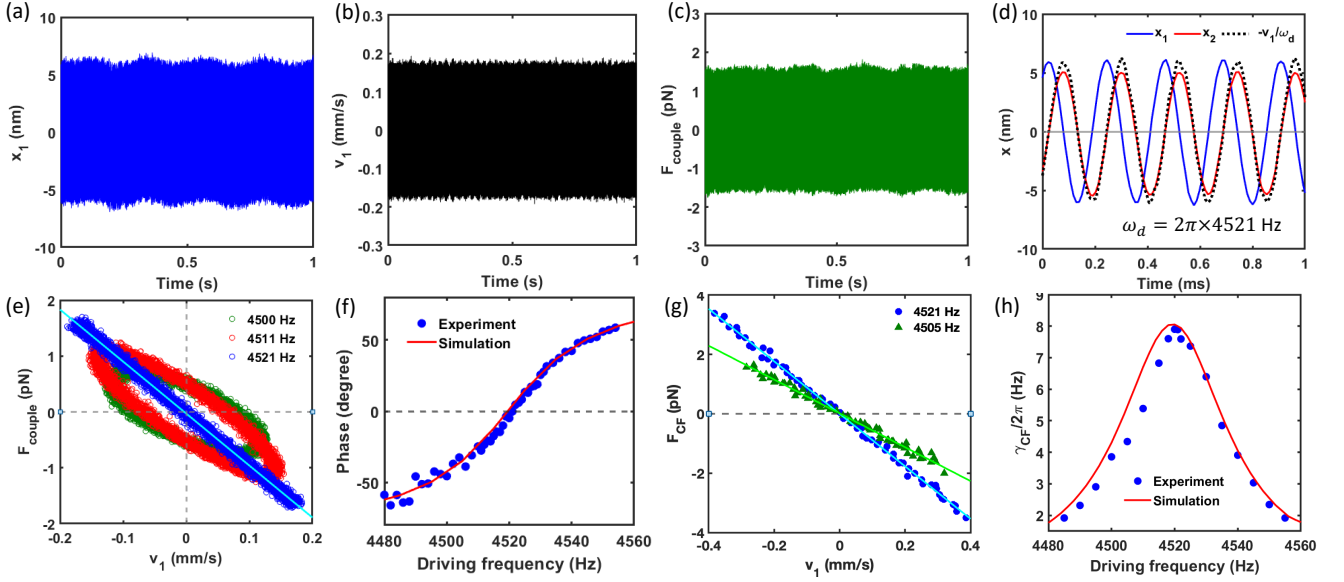 (a)
10
5
0
-5
-10
x1 (nm)
0
0.5
1
Time (s)
(b)
0.3
0.2
0.1
0
-0.1
-0.2
-0.3
v1 (mm/s)
0
0.5
1
Time (s)
(c)
3
2
1
0
-1
-2
-3
Fcouple (pN)
0
0.5
1
Time (s)
(d)
x1 x2 -v1/ωd
10
5
0
-5
-10
x (nm)
ωd = 2π×4521 Hz
0 0.2 0.4 0.6 0.8 1
Time (ms)
(e)
2
1
0
-1
-2
Fcouple (pN)
4500 Hz
4511 Hz
4521 Hz
-0.2 -0.1 0 0.1 0.2
v1 (mm/s)
(f)
50
0
-50
Phase (degree)
Experiment
Simulation
4480 4500 4520 4540 4560
Driving frequency (Hz)
(g)
4
2
0
-2
-4
FCF (pN)
4521 Hz
4505 Hz
-0.4 -0.2 0 0.2 0.4
v1 (mm/s)
(h)
9
8
7
6
5
4
3
2
γCF/2π (Hz)
Experiment
Simulation
4480 4500 4520 4540 4560
Driving frequency (Hz)